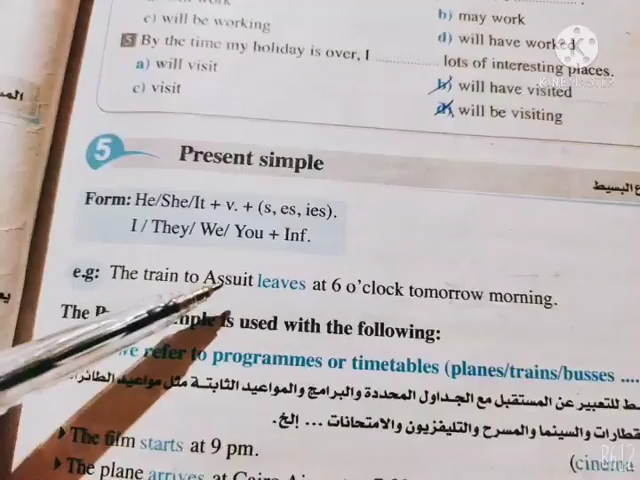 c) will be working
b) may work
5 By the time my holiday is over, I .............. lots of interesting places.
d) will have worked
a) will visit
b) will have visited
c) visit
d) will be visiting
5 Present simple
البسيط
Form: He/She/It + v. + (s, es, ies).
I / They/ We/ You + Inf.
e.g: The train to Assuit leaves at 6 o'clock tomorrow morning.
The is used with the following:
refer to programmes or timetables (planes/trains/busses ....
للتعبير عن المستقبل مع الجداول المحددة والبرامج والمواعيد الثابتة مثل مواعيد
والسينما والمسرح والتليفزيون والامتحانات ... إلخ.
The film starts at 9 pm.
(cinema
The plane arrives at